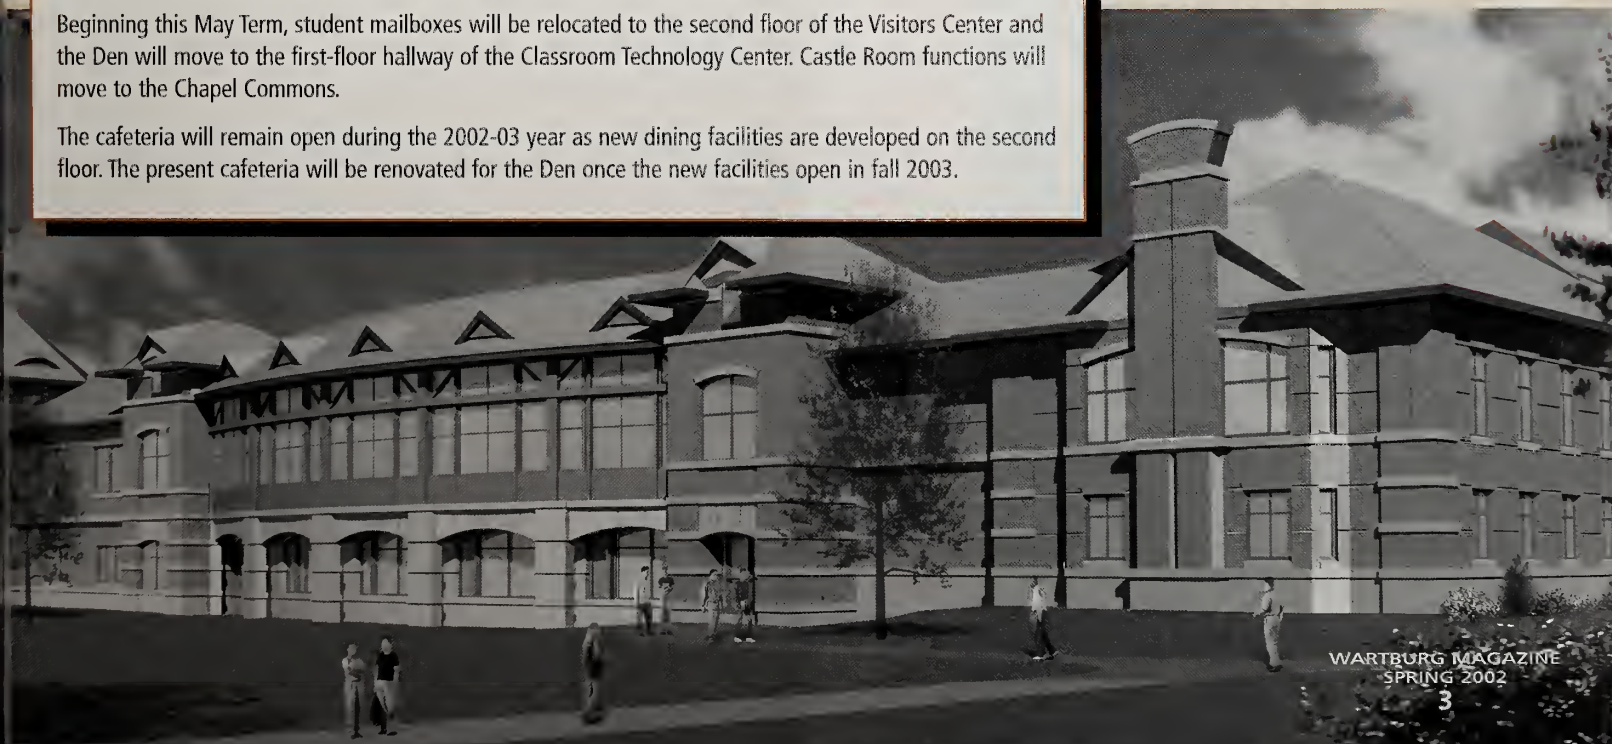 Beginning this May Term, student mailboxes will be relocated to the second floor of the Visitors Center and
the Den will move to the first-floor hallway of the Classroom Technology Center. Castle Room functions will
move to the Chapel Commons.
The cafeteria will remain open during the 2002-03 year as new dining facilities are developed on the second
floor. The present cafeteria will be renovated for the Den once the new facilities open in fall 2003.
WARTBURG MAGAZINE
SPRING 2002
3